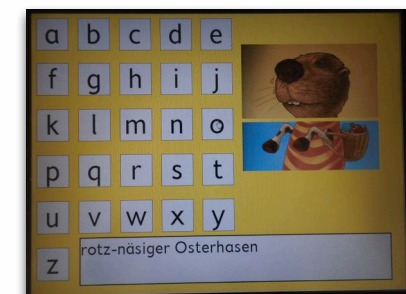 a b c d e
f g h i j
k l m n o
p q r s t
u v w x y
z
rotz-näsiger Osterhasen